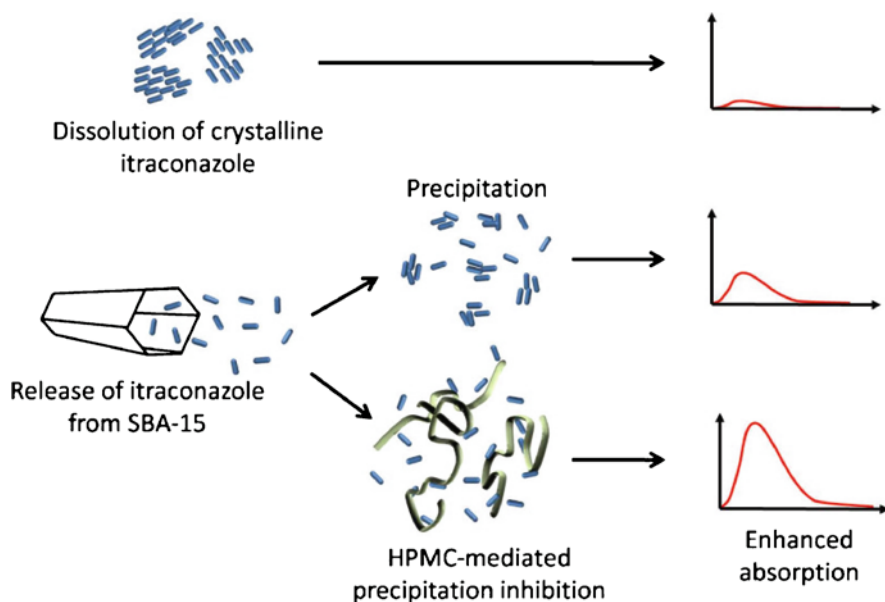 Dissolution of crystalline
itraconazole
Precipitation
Release of itraconazole
from SBA-15
HPMC-mediated
precipitation inhibition
Enhanced
absorption